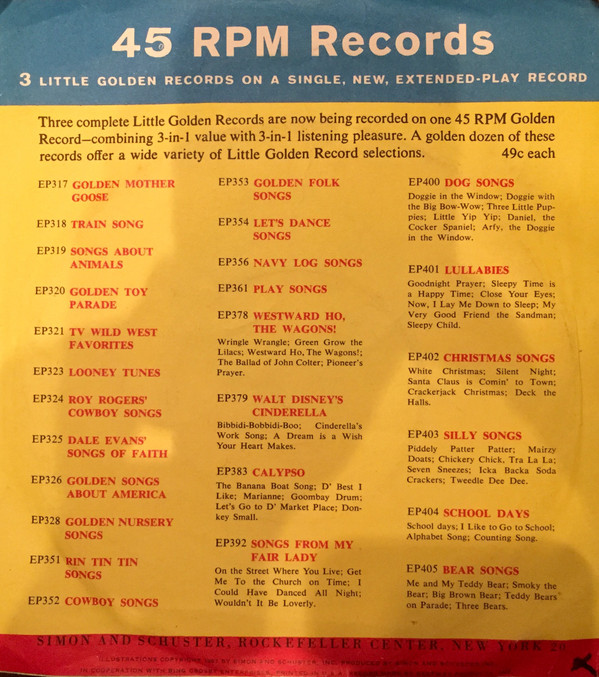 45 RPM Records
3 LITTLE GOLDEN RECORDS ON A SINGLE, NEW, EXTENDED-PLAY RECORD
Three complete Little Golden Records are now being recorded on one 45 RPM Golden
Record—combining 3-in-1 value with 3-in-1 listening pleasure. A golden dozen of these
records offer a wide variety of Little Golden Record selections. 49c each
EP317 GOLDEN MOTHER
GOOSE
EP318 TRAIN SONG
EP319 SONGS ABOUT
ANIMALS
EP320 GOLDEN TOY
PARADE
EP321 TV WILD WEST
FAVORITES
EP323 LOONEY TUNES
EP324 ROY ROGERS'
COWBOY SONGS
EP325 DALE EVANS'
SONGS OF FAITH
EP326 GOLDEN SONGS
ABOUT AMERICA
EP328 GOLDEN NURSERY
SONGS
EP351 RIN TIN TIN
SONGS
EP352 COWBOY SONGS
EP353 GOLDEN FOLK
SONGS
EP354 LET'S DANCE
SONGS
EP356 NAVY LOG SONGS
EP361 PLAY SONGS
EP378 WESTWARD HO,
THE WAGONS!
Wringle Wrangle; Green Grow the
Lilacs; Westward Ho, The Wagons!;
The Ballad of John Colter; Pioneer's
Prayer.
EP379 WALT DISNEY'S
CINDERELLA
Bibbidi-Bobbidi-Boo; Cinderella's
Work Song; A Dream is a Wish
Your Heart Makes.
EP383 CALYPSO
The Banana Boat Song; D' Best I
Like; Marianne; Goombay Drum;
Let's Go to D' Market Place; Don-
key Small.
EP392 SONGS FROM MY
FAIR LADY
On the Street Where You Live; Get
Me To the Church on Time; I
Could Have Danced All Night;
Wouldn't It Be Loverly.
EP400 DOG SONGS
Doggie in the Window; Doggie with
the Big Bow-Wow; Three Little Pup-
pies; Little Yip Yip; Daniel, the
Cocker Spaniel; Arfy, the Doggie
in the Window.
EP401 LULLABIES
Goodnight Prayer; Sleepy Time is
a Happy Time; Close Your Eyes;
Now, I Lay Me Down to Sleep; My
Very Good Friend the Sandman;
Sleepy Child.
EP402 CHRISTMAS SONGS
White Christmas; Silent Night;
Santa Claus is Comin' to Town;
Crackerjack Christmas; Deck the
Halls.
EP403 SILLY SONGS
Piddely Patter Patter; Mairzy
Doats; Chickery Chick, Tra La La;
Seven Sneezes; Icka Backa Soda
Crackers; Tweedle Dee Dee.
EP404 SCHOOL DAYS
School days; I Like to Go to School;
Alphabet Song; Counting Song.
EP405 BEAR SONGS
Me and My Teddy Bear; Smoky the
Bear; Big Brown Bear; Teddy Bears
on Parade; Three Bears.
SIMON AND SCHUSTER, ROCKEFELLER CENTER, NEW YORK 20
ILLUSTRATIONS COPYRIGHT BY SIMON AND SCHUSTER, INC.
IN COOPERATION WITH